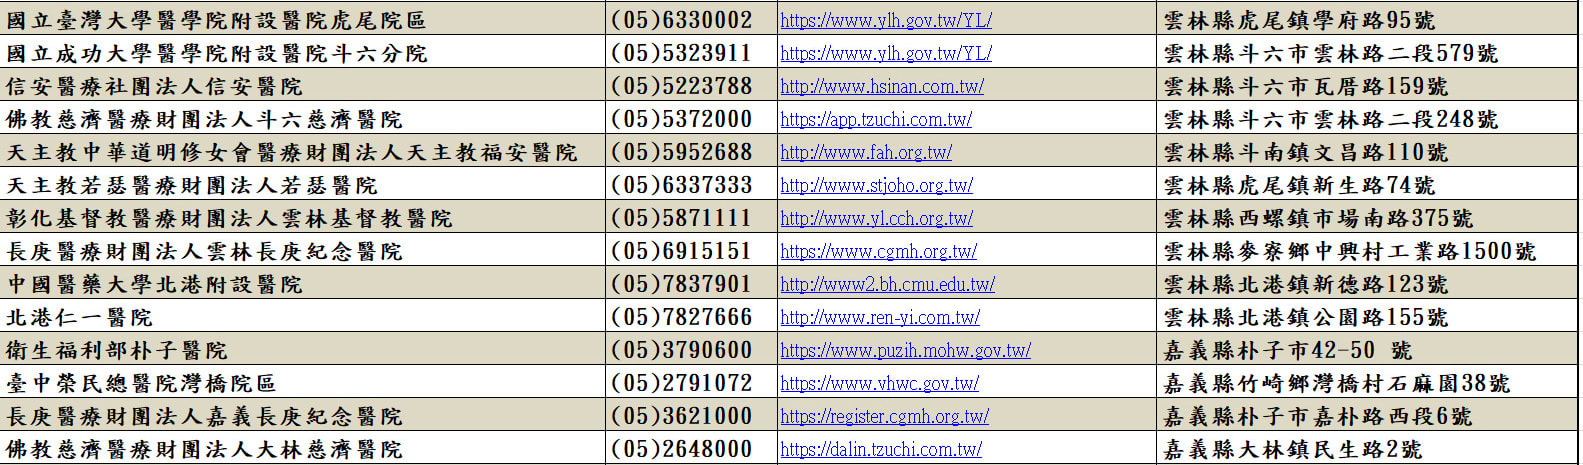 國立臺灣大學醫學院附設醫院虎尾院區 (05)6330002 https://www.ylh.gov.tw/YL/ 雲林縣虎尾鎮學府路95號
國立成功大學醫學院附設醫院斗六分院 (05)5323911 https://www.ylh.gov.tw/YL/ 雲林縣斗六市雲林路二段579號
信安醫療社團法人信安醫院 (05)5223788 http://www.hsinan.com.tw/ 雲林縣斗六市瓦厝路159號
佛教慈濟醫療財團法人斗六慈濟醫院 (05)5372000 https://app.tzuchi.com.tw/ 雲林縣斗六市雲林路二段248號
天主教中華道明修女會醫療財團法人天主教福安醫院 (05)5952688 http://www.fah.org.tw/ 雲林縣斗南鎮文昌路110號
天主教若瑟醫療財團法人若瑟醫院 (05)6337333 http://www.stjoho.org.tw/ 雲林縣虎尾鎮新生路74號
彰化基督教醫療財團法人雲林基督教醫院 (05)5871111 http://www.yl.cch.org.tw/ 雲林縣西螺鎮市場南路375號
長庚醫療財團法人雲林長庚紀念醫院 (05)6915151 https://www.cgmh.org.tw/ 雲林縣麥寮鄉中興村工業路1500號
中國醫藥大學北港附設醫院 (05)7837901 http://www2.bh.cmu.edu.tw/ 雲林縣北港鎮新德路123號
北港仁一醫院 (05)7827666 http://www.ren-yi.com.tw/ 雲林縣北港鎮公園路155號
衛生福利部朴子醫院 (05)3790600 https://www.puzih.mohw.gov.tw/ 嘉義縣朴子市42-50 號
臺中榮民總醫院灣橋院區 (05)2791072 http://www.vhwc.gov.tw/ 嘉義縣竹崎鄉灣橋村石麻園38號
長庚醫療財團法人嘉義長庚紀念醫院 (05)3621000 https://register.cgmh.org.tw/ 嘉義縣朴子市嘉朴路西段6號
佛教慈濟醫療財團法人大林慈濟醫院 (05)2648000 https://dalin.tzuchi.com.tw/ 嘉義縣大林鎮民生路2號